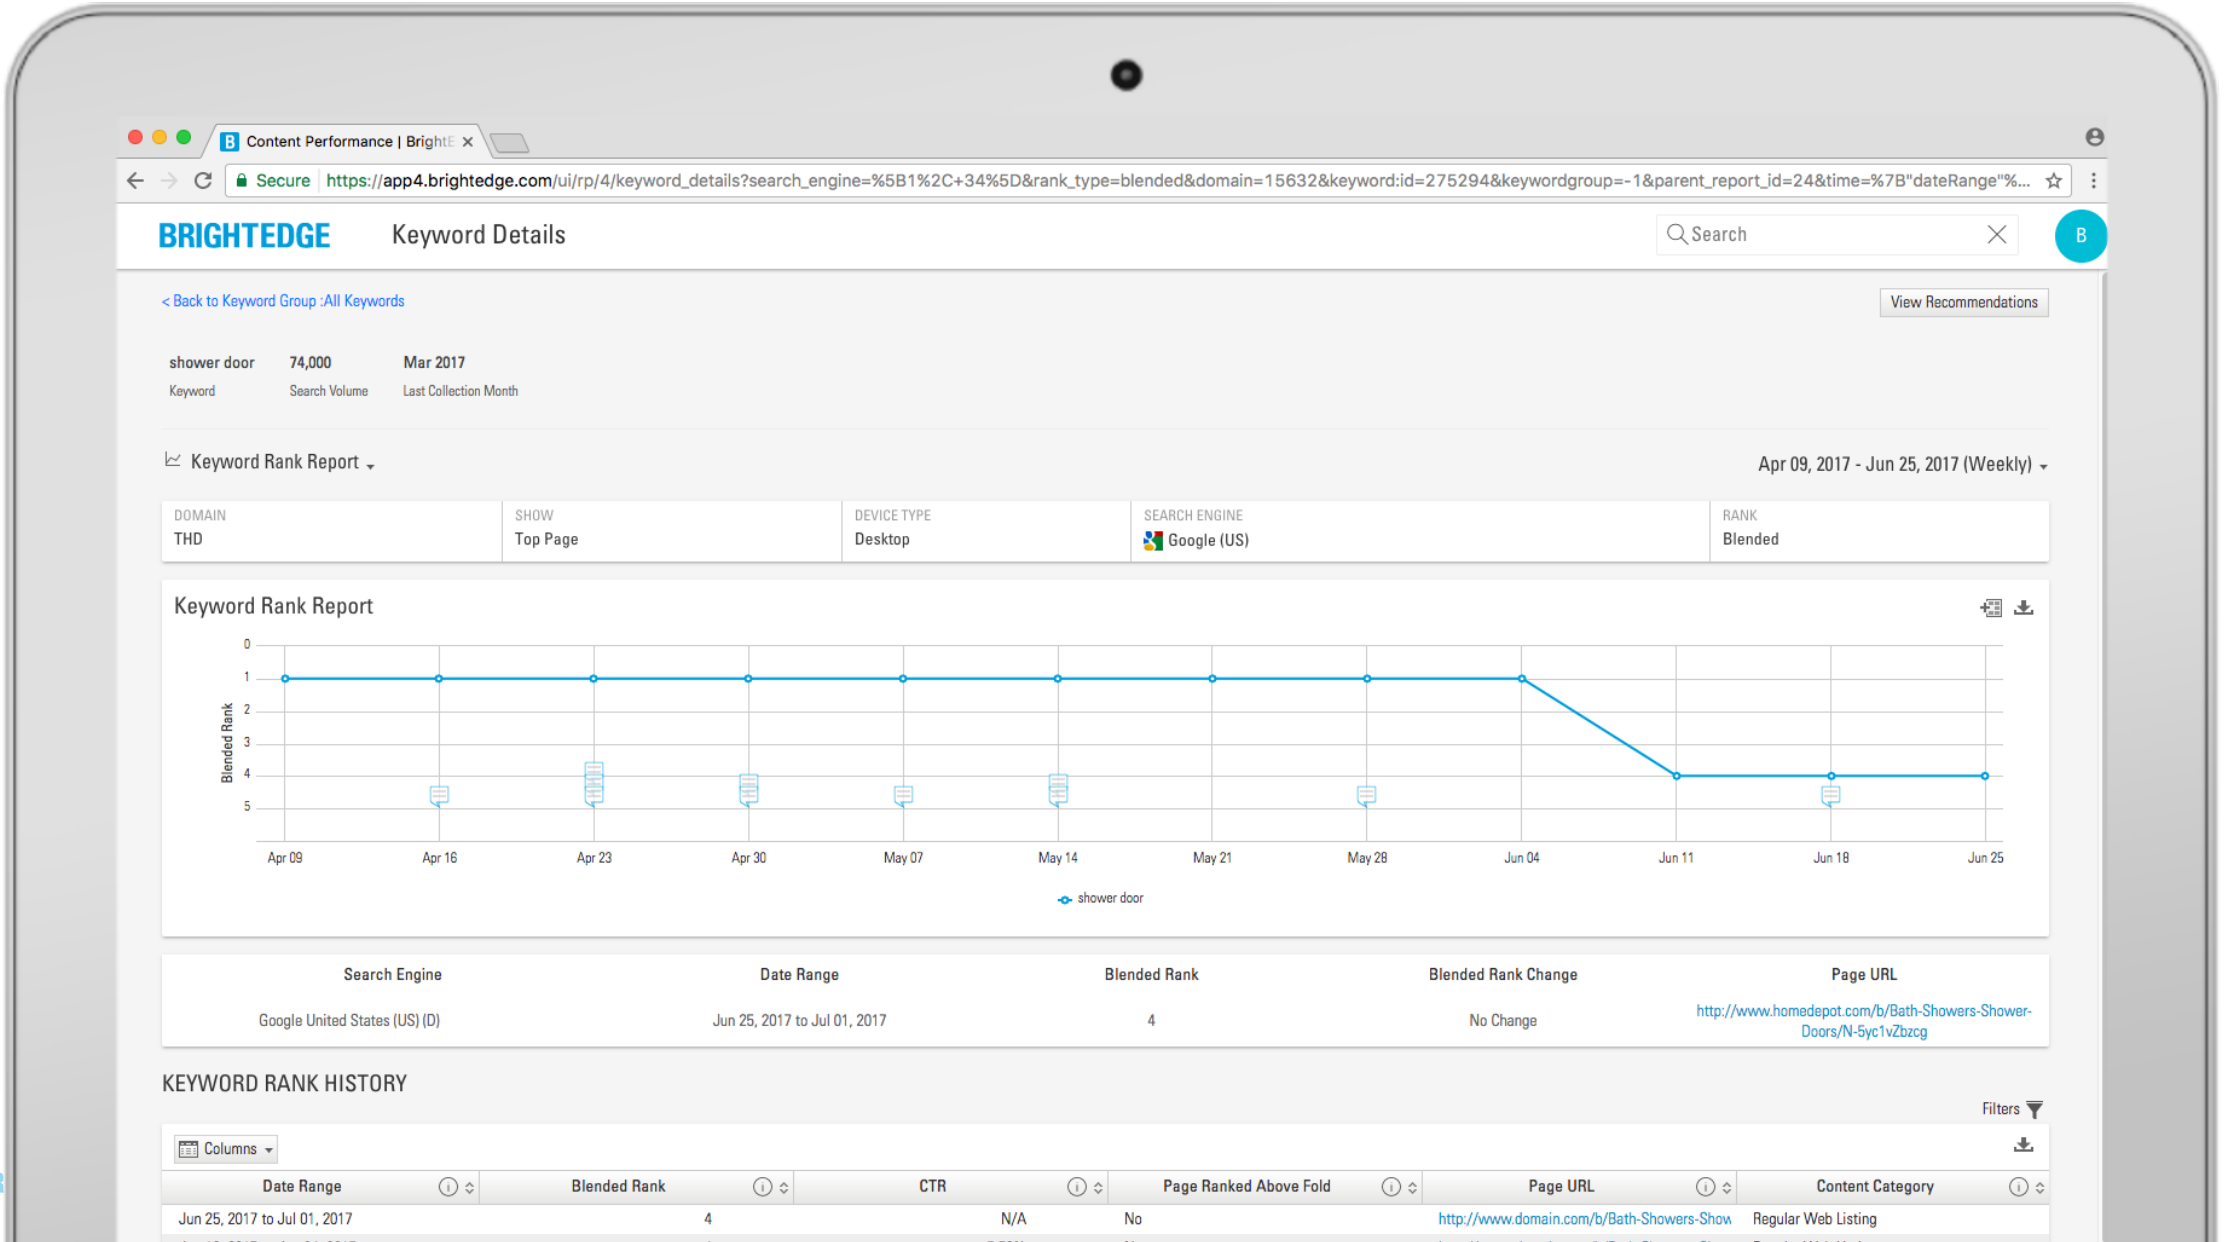 B Content Performance | BrightE
Secure https://app4.brightedge.com/ui/rp/4/keyword_details?search_engine=%5B1%2C+34%5D&rank_type=blended&domain=15632&keyword:id=275294&keywordgroup=-1&parent_report_id=24&time=%7B"dateRange"%...
BRIGHTEDGE Keyword Details Search B
< Back to Keyword Group :All Keywords View Recommendations
shower door 74,000 Mar 2017
Keyword Search Volume Last Collection Month
Keyword Rank Report Apr 09, 2017 - Jun 25, 2017 (Weekly)
DOMAIN SHOW DEVICE TYPE SEARCH ENGINE RANK
THD Top Page Desktop Google (US) Blended
Keyword Rank Report
Blended Rank
0
1
2
3
4
5
Apr 09 Apr 16 Apr 23 Apr 30 May 07 May 14 May 21 May 28 Jun 04 Jun 11 Jun 18 Jun 25
shower door
Search Engine Date Range Blended Rank Blended Rank Change Page URL
Google United States (US) (D) Jun 25, 2017 to Jul 01, 2017 4 No Change http://www.homedepot.com/b/Bath-Showers-Shower-
Doors/N-5yc1vZbzcg
KEYWORD RANK HISTORY
Filters
Columns
Date Range Blended Rank CTR Page Ranked Above Fold Page URL Content Category
Jun 25, 2017 to Jul 01, 2017 4 N/A No http://www.domain.com/b/Bath-Showers-Show Regular Web Listing